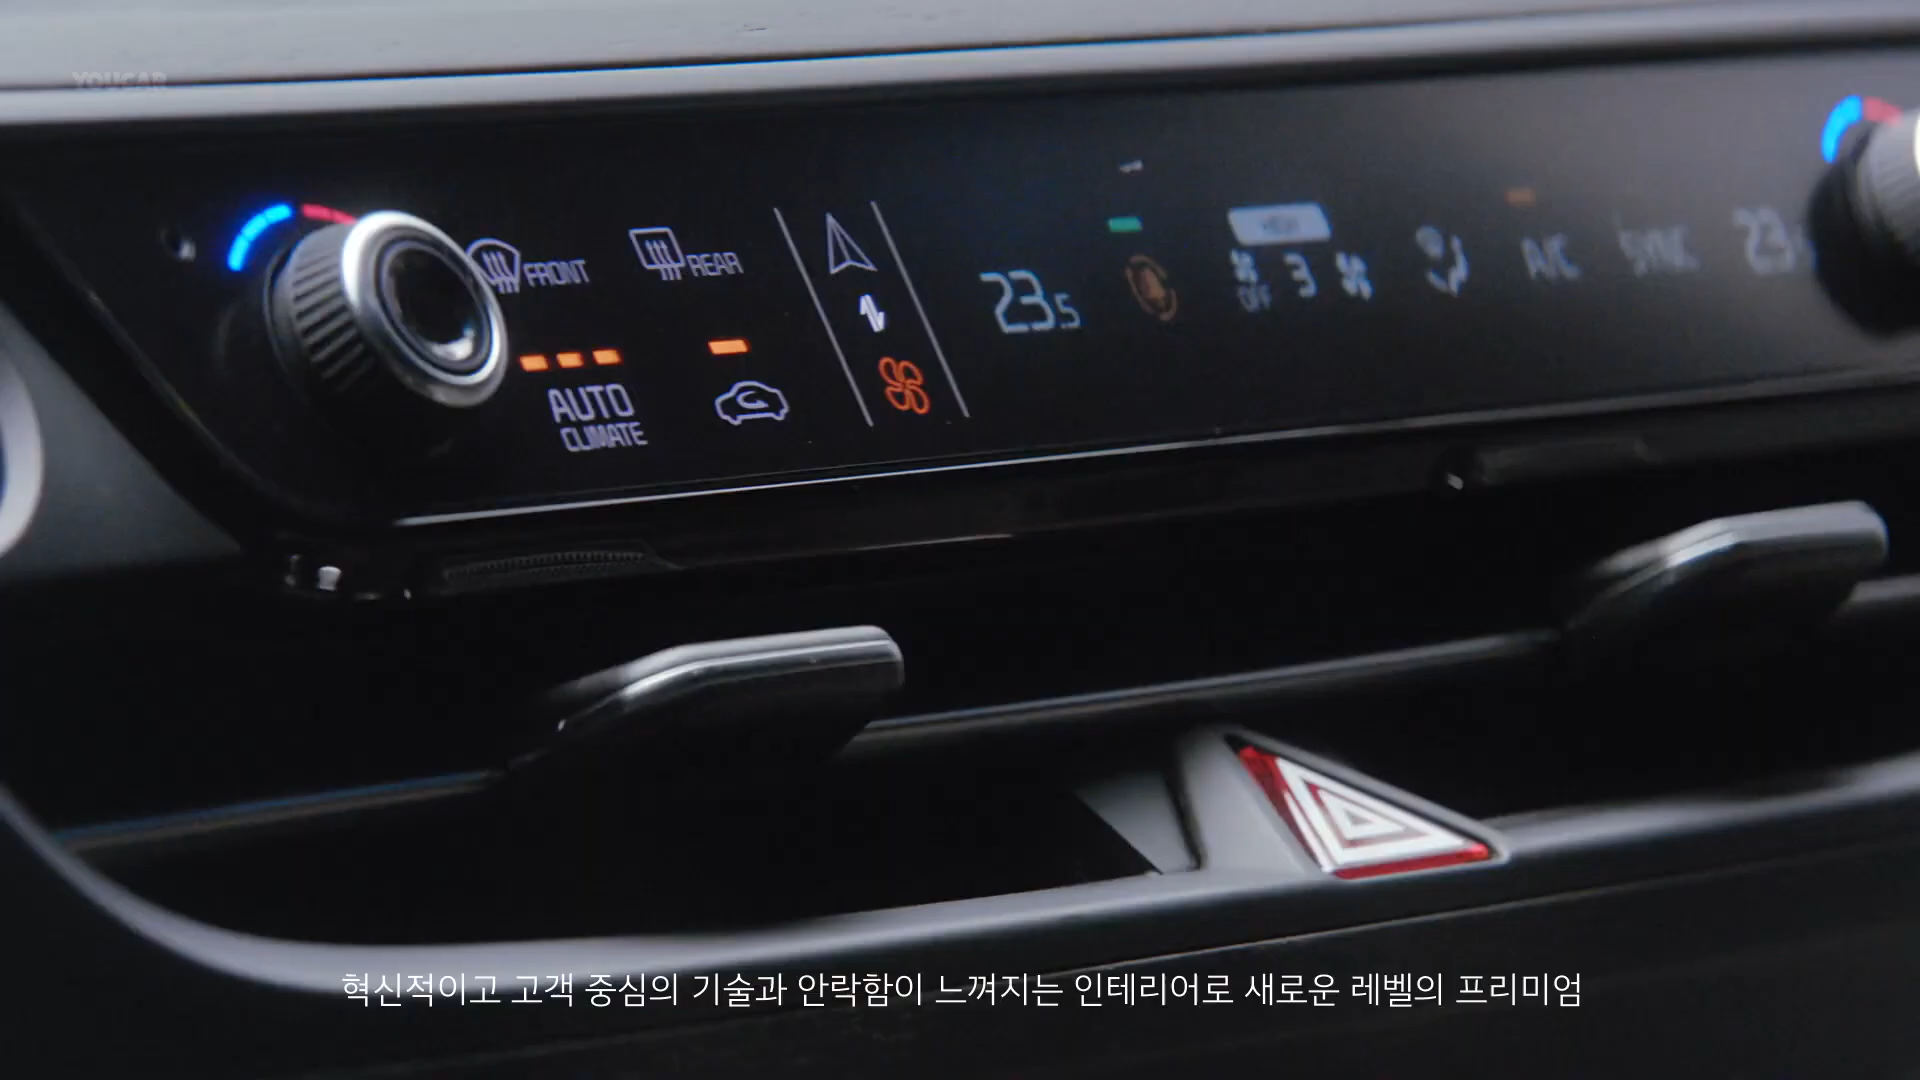 YOUCAR
FRONT
REAR
AUTO
CLIMATE
23.5
OFF
3
A/C
SYNC
23.
혁신적이고 고객 중심의 기술과 안락함이 느껴지는 인테리어로 새로운 레벨의 프리미엄